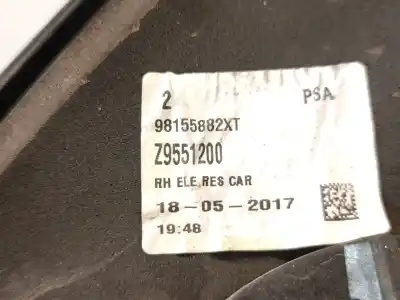 2 PSA
98155882XT
Z9551200
RH ELE RES CAR
18-05-2017
19:48